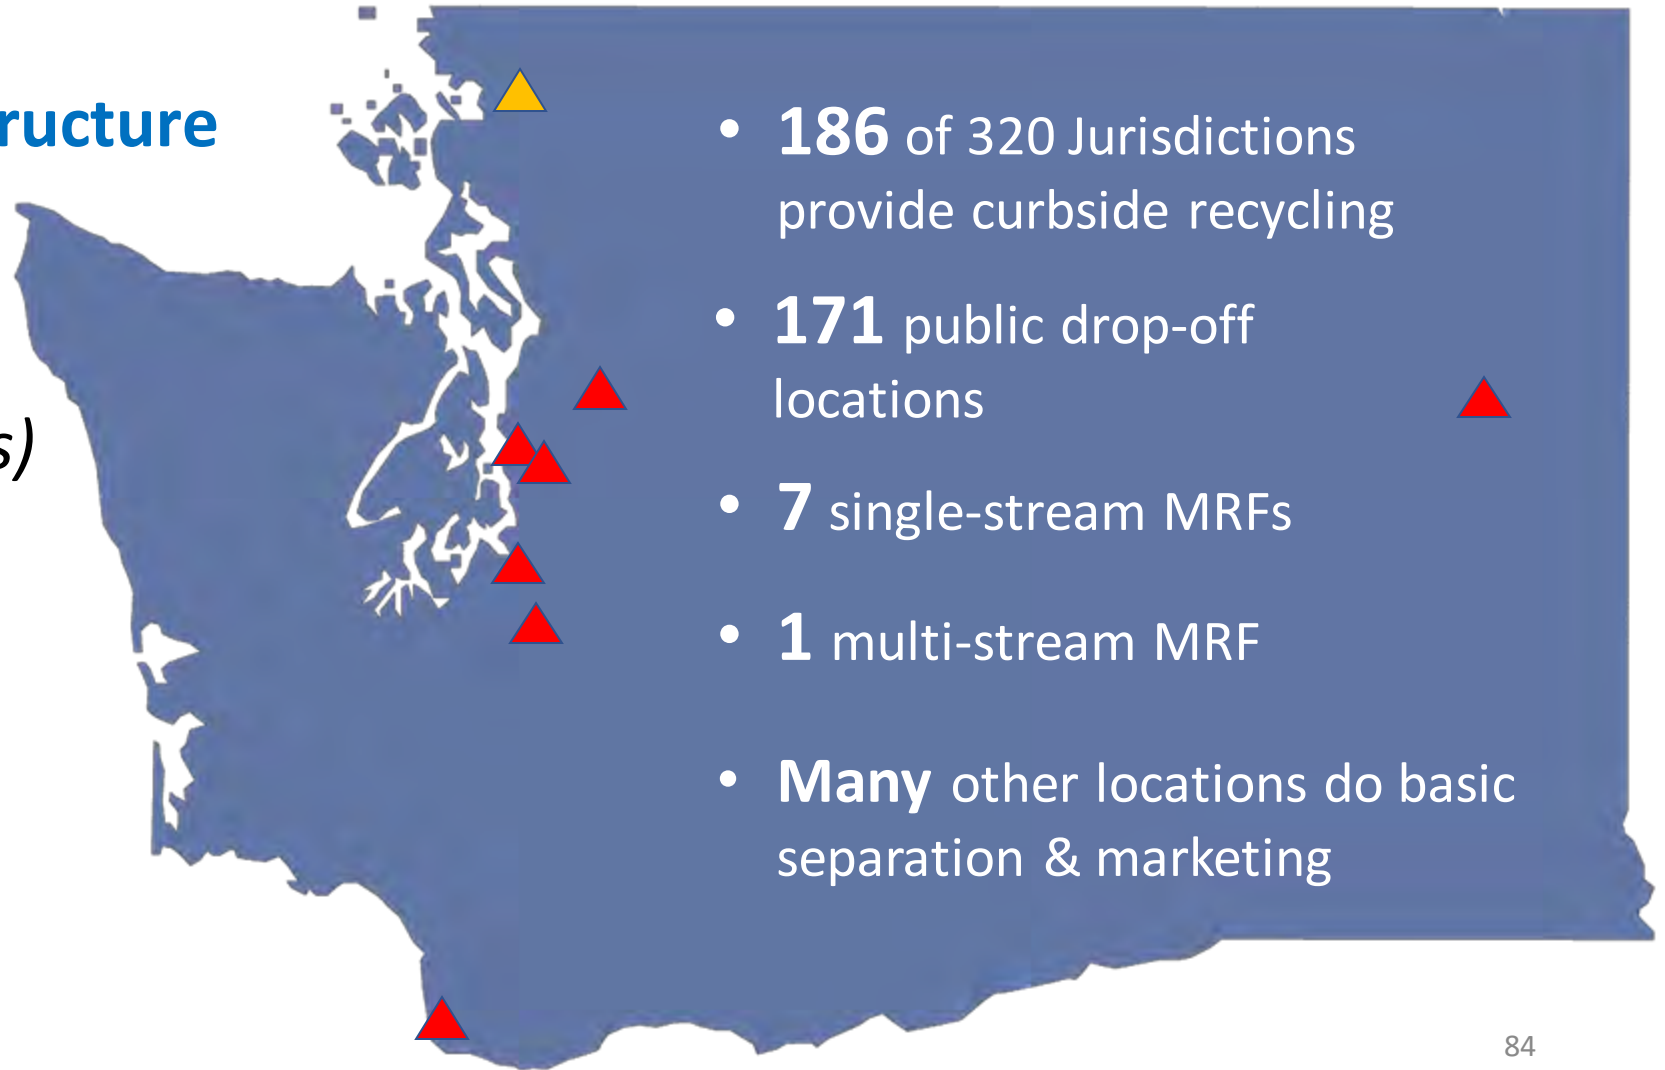 ructure
s)
• 186 of 320 Jurisdictions
provide curbside recycling
• 171 public drop-off
locations
• 7 single-stream MRFs
• 1 multi-stream MRF
• Many other locations do basic
separation & marketing
84